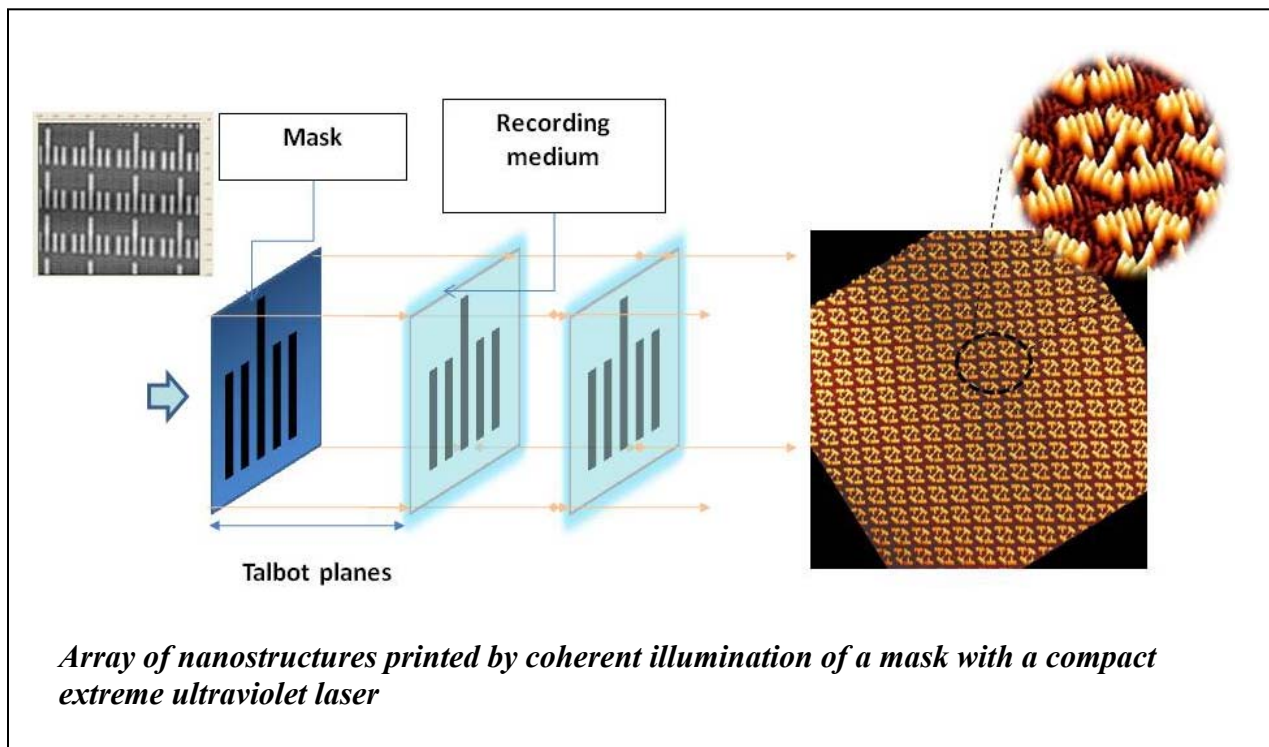 Mask
Recording
medium
Talbot planes
Array of nanostructures printed by coherent illumination of a mask with a compact
extreme ultraviolet laser